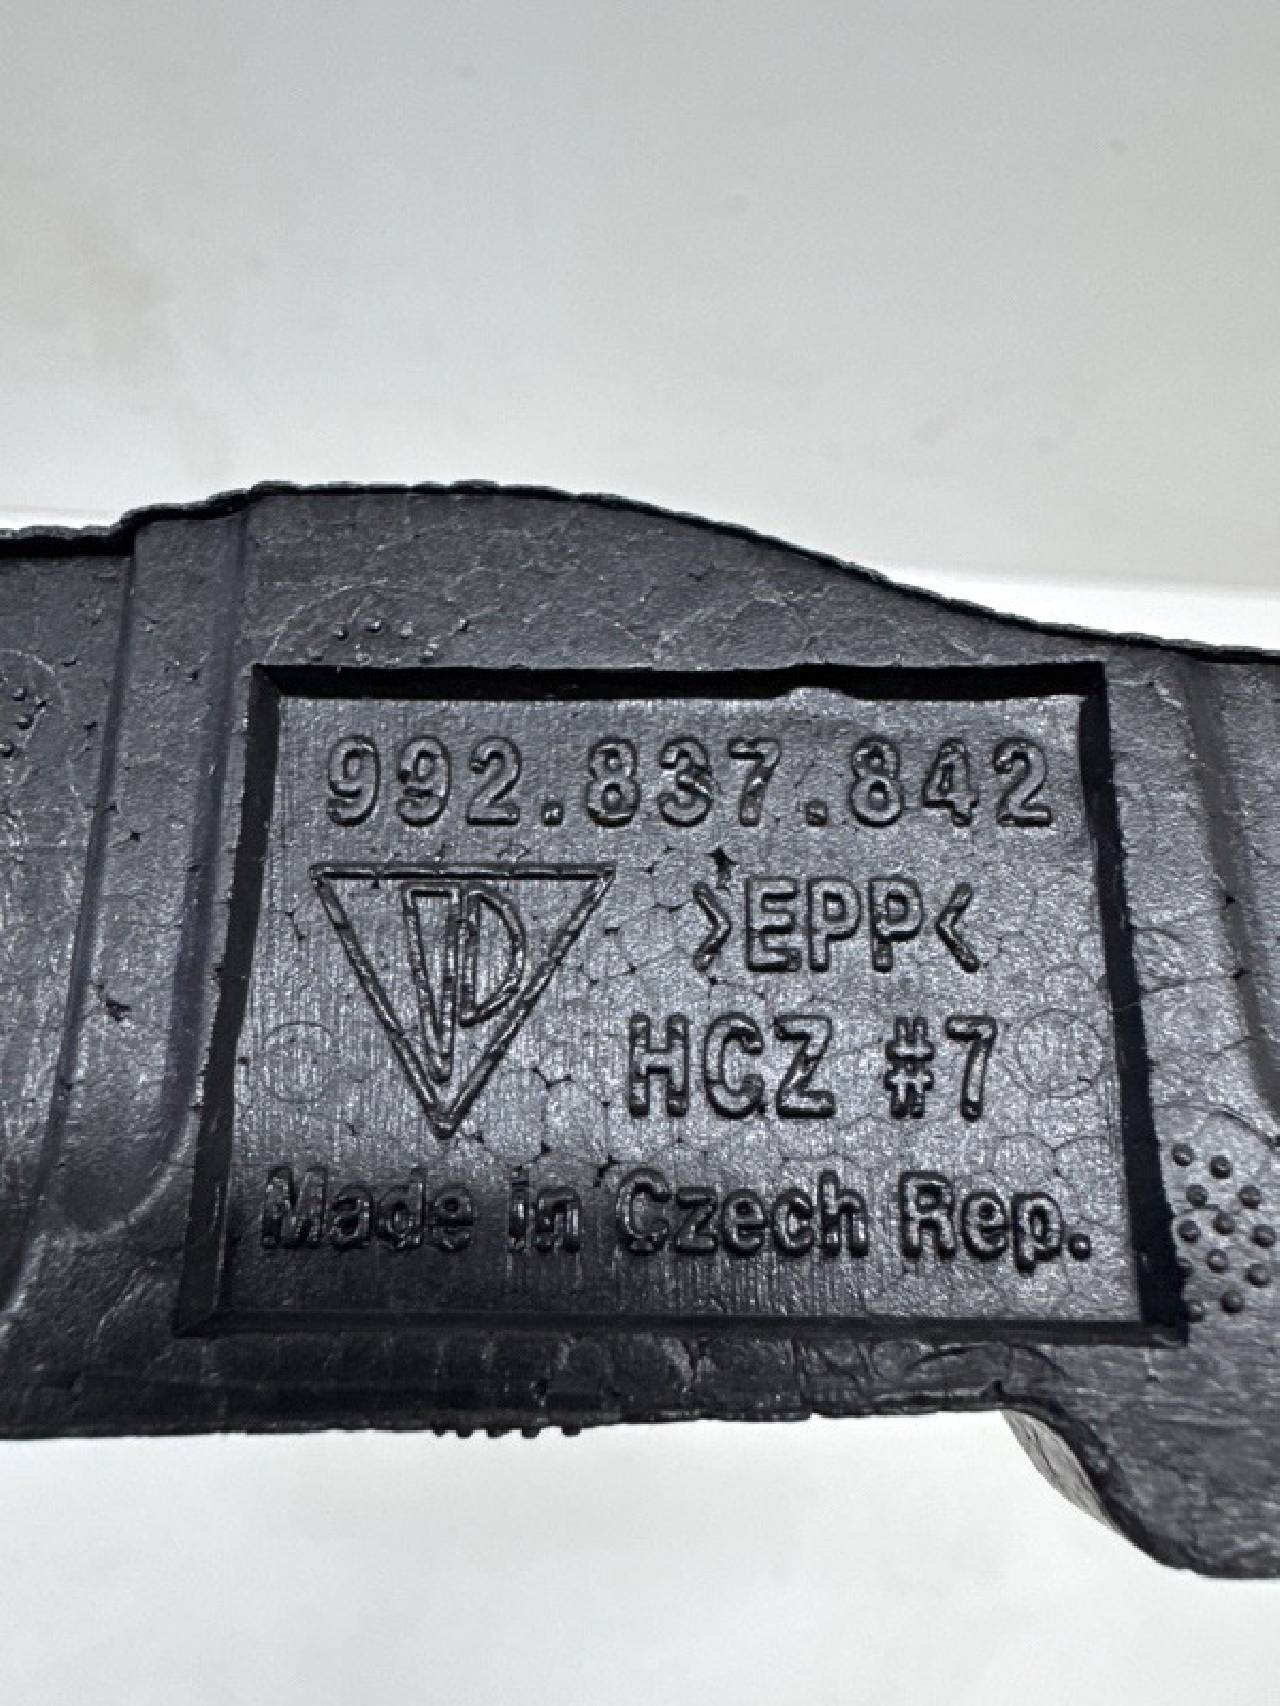 992.837.842
>EPP<
HCZ #7
Made in Czech Rep.